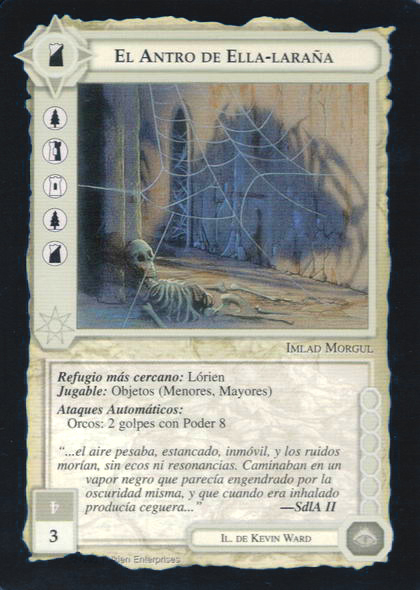 El Antro de Ella-laraña
Imlad Morgul
Refugio más cercano: Lórien
Jugable: Objetos (Menores, Mayores)
Ataques Automáticos:
Orcos: 2 golpes con Poder 8
“...el aire pesaba, estancado, inmóvil, y los ruidos
morían, sin ecos ni resonancias. Caminaban en un
vapor negro que parecía engendrado por la
oscuridad misma, y que cuando era inhalado
producía ceguera...” —SdlA II
4
3
Il. de Kevin Ward
Enterprises